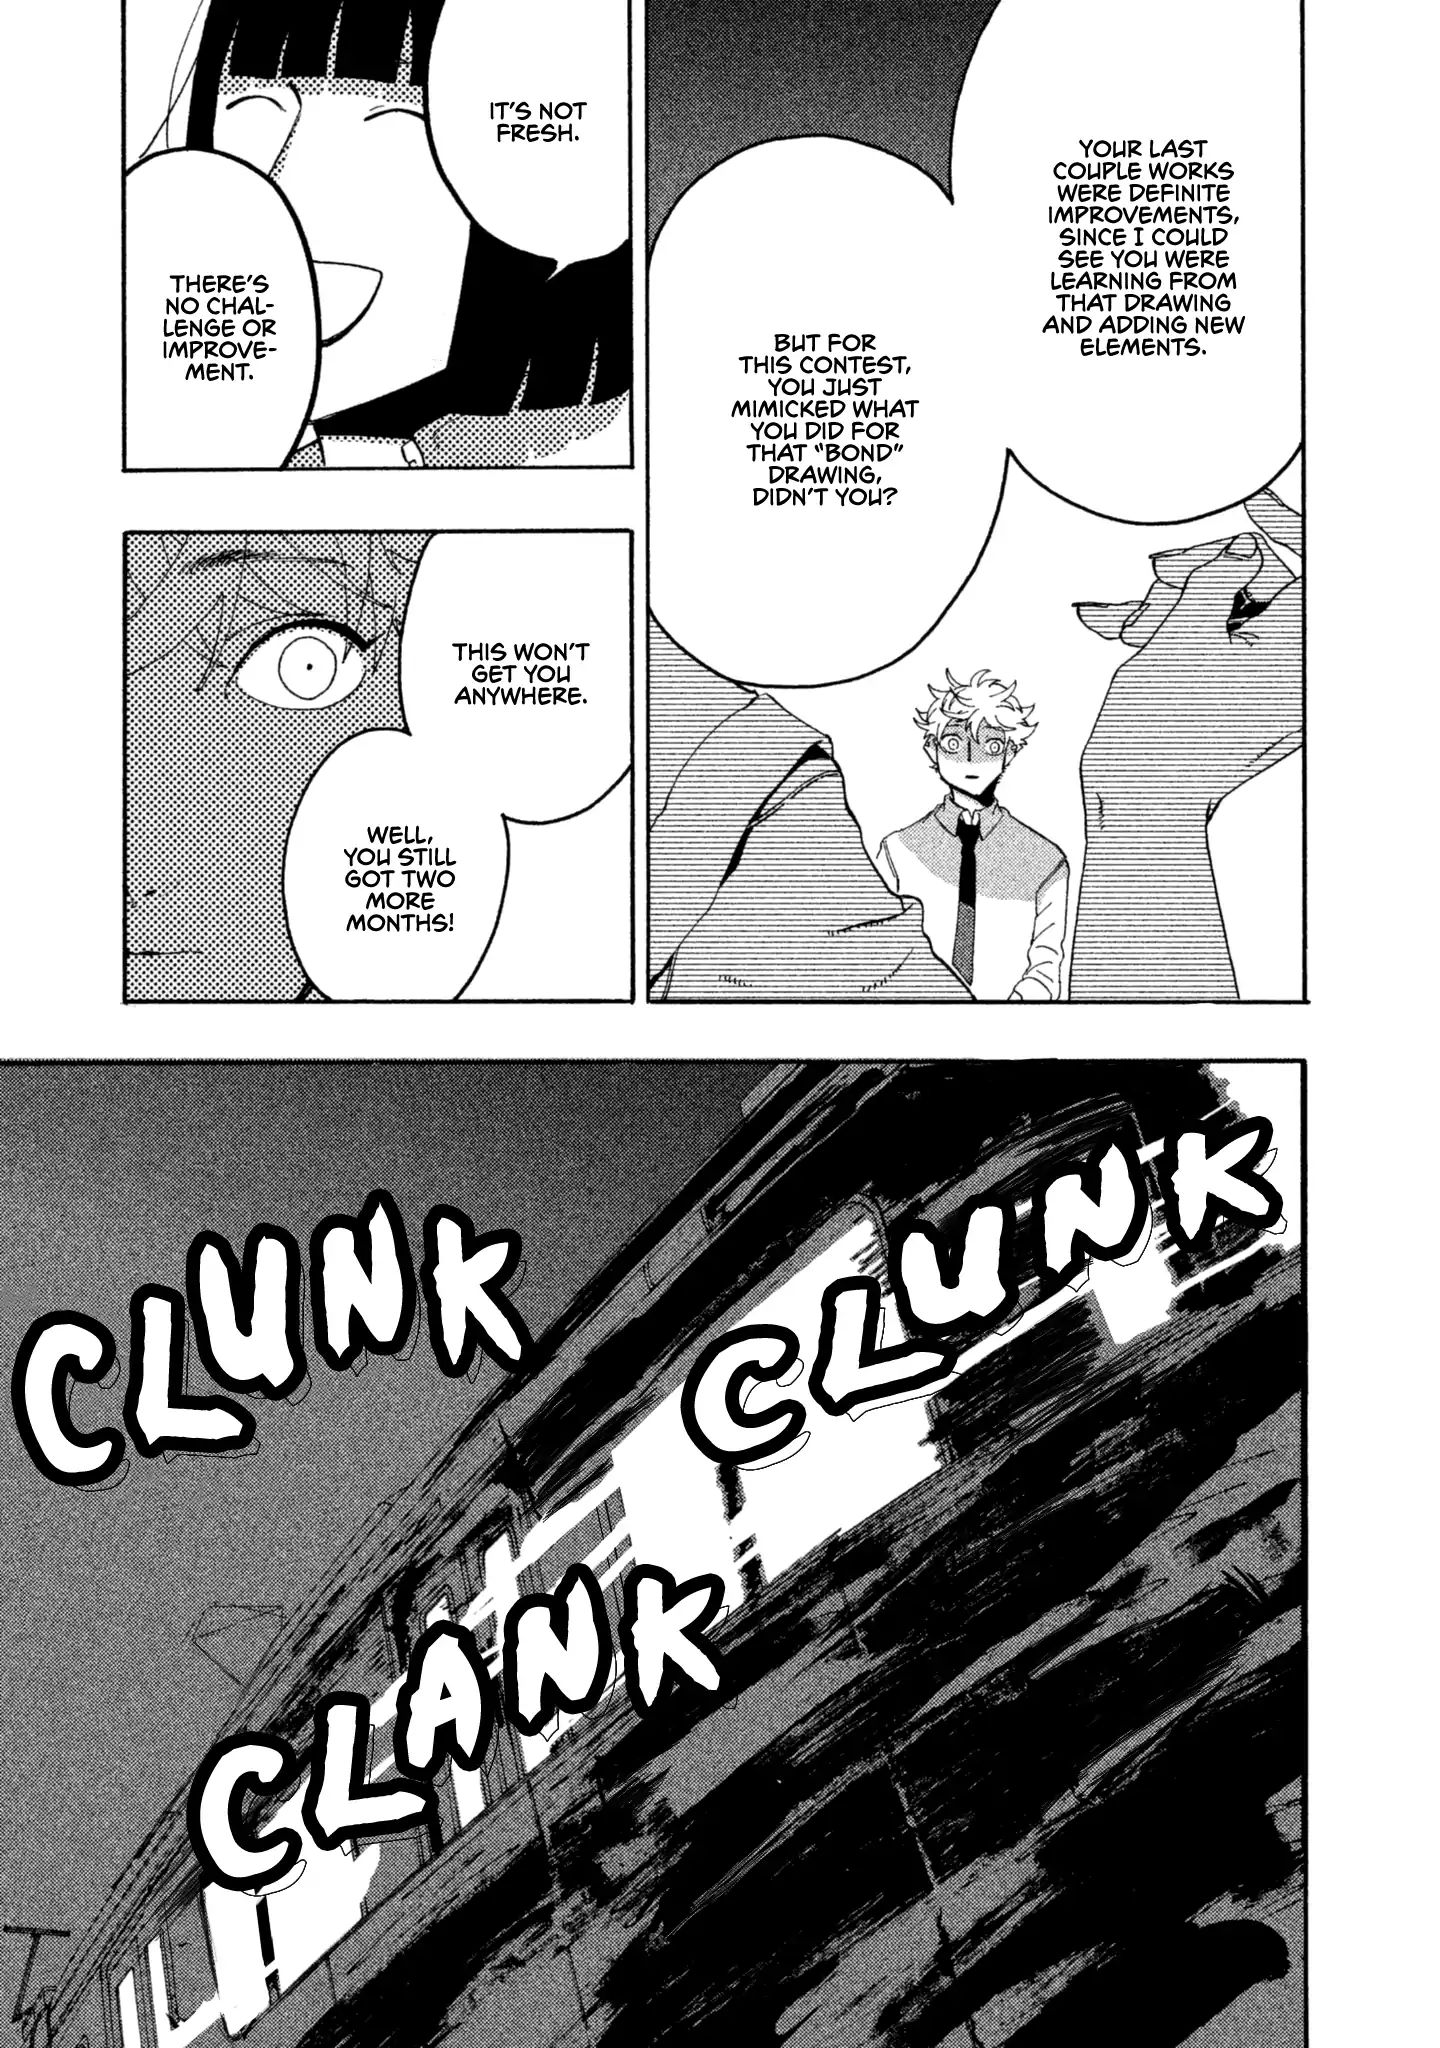 YOUR LAST
COUPLE WORKS
WERE DEFINITE
IMPROVEMENTS,
SINCE I COULD
SEE YOU WERE
LEARNING FROM
THAT DRAWING
AND ADDING NEW
ELEMENTS.
BUT FOR
THIS CONTEST,
YOU JUST
MIMICKED WHAT
YOU DID FOR
THAT “BOND”
DRAWING,
DIDN'T YOU?
IT'S NOT
FRESH.
THERE'S
NO CHAL-
LENGE OR
IMPROVE-
MENT.
THIS WON'T
GET YOU
ANYWHERE.
WELL,
YOU STILL
GOT TWO
MORE
MONTHS!
CLUNK
CLUNK
CLANK